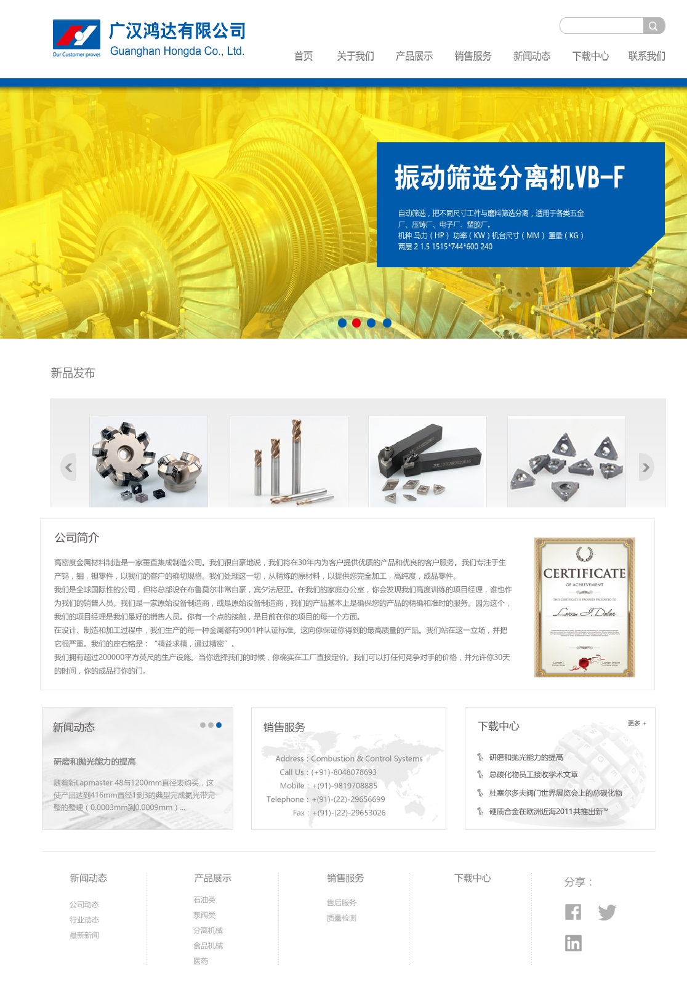 广汉鸿达有限公司
Guanghan Hongda Co., Ltd.
Our Customer proves
首页 关于我们 产品展示 销售服务 新闻动态 下载中心 联系我们
振动筛选分离机VB-F
自动筛选，把不同尺寸工件与磨料筛选分离，适用于各类五金
厂、压铸厂、电子厂、塑胶厂。
机种 马力（HP） 功率（KW）机台尺寸（MM） 重量（KG）
两层 2 1.5 1515*744*600 240
新品发布
公司简介
高密度金属材料制造是一家垂直集成制造公司。我们很自豪地说，我们将在30年内为客户提供优质的产品和优良的客户服务。我们专注于生
产钨，钼，钽零件，以我们的客户的确切规格。我们处理这一切，从精炼的原材料，以提供您完全加工，高纯度，成品零件。
我们是全球国际性的公司，但将总部设在布鲁莫尔非常自豪，宾夕法尼亚。在我们的家庭办公室，你会发现我们高度训练的项目经理，谁也作
为我们的销售人员。我们是一家原始设备制造商，或是原始设备制造商，我们的产品基本上是确保您的产品的精确和准时的服务。因为这个，
我们的项目经理是我们最好的销售人员。你有一个点的接触，是目前在你的项目的每一个方面。
在设计、制造和加工过程中，我们生产的每一种金属都有9001种认证标准。这向你保证你得到的最高质量的产品。我们站在这一立场，并把
它很严重。我们的座右铭是：“精益求精，通过精密”。
我们拥有超过200000平方英尺的生产设施。当你选择我们的时候，你确实在工厂直接定价。我们可以打任何竞争对手的价格，并允许你30天
的时间，你的成品打你的门。
CERTIFICATE
OF ACHIEVEMENT
THIS CERTIFICATE IS PROUDLY PRESENTED TO
Lorem I. Dolor
新闻动态
研磨和抛光能力的提高
随着新Lapmaster 48与1200mm直径表购买，这
使产品达到416mm直径1到3的典型完成氦光带完
整的整理（0.0003mm到0.0009mm）...
销售服务
Address : Combustion & Control Systems
Call Us : (+91)-8048078693
Mobile : +(91)-9819708885
Telephone : +(91)-(22)-29656699
Fax : +(91)-(22)-29653026
下载中心
更多 +
研磨和抛光能力的提高
总碳化物员工接收学术文章
杜塞尔多夫阀门世界展览会上的总碳化物
硬质合金在欧洲近海2011共推出新™
新闻动态
公司动态
行业动态
最新新闻
产品展示
石油类
泵阀类
分离机械
食品机械
医药
销售服务
售后服务
质量检测
下载中心
分享：